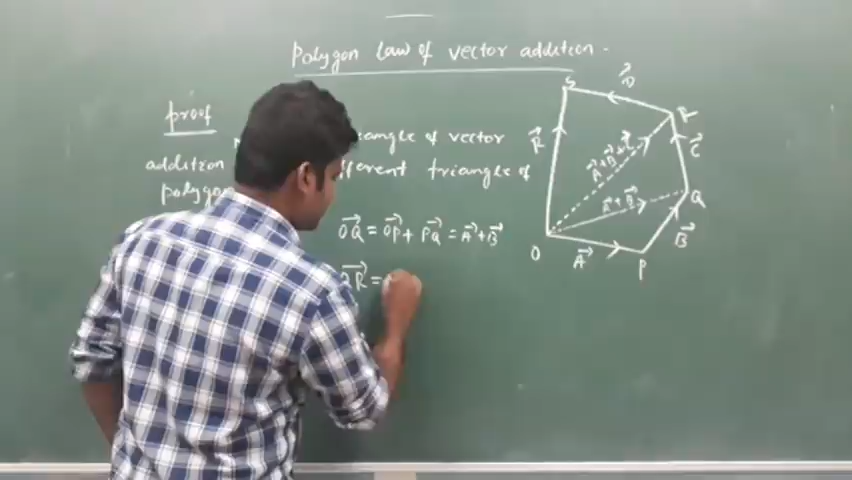 Polygon law of vector addition.
proof
triangle of vector
addition different triangle of
polygon
OQ→ = OP→ + PQ→ = A→ + B→
OR→ =
S
D→
R
R→
A→+B→+C→
C→
A→+B→
Q
O
A→
P
B→